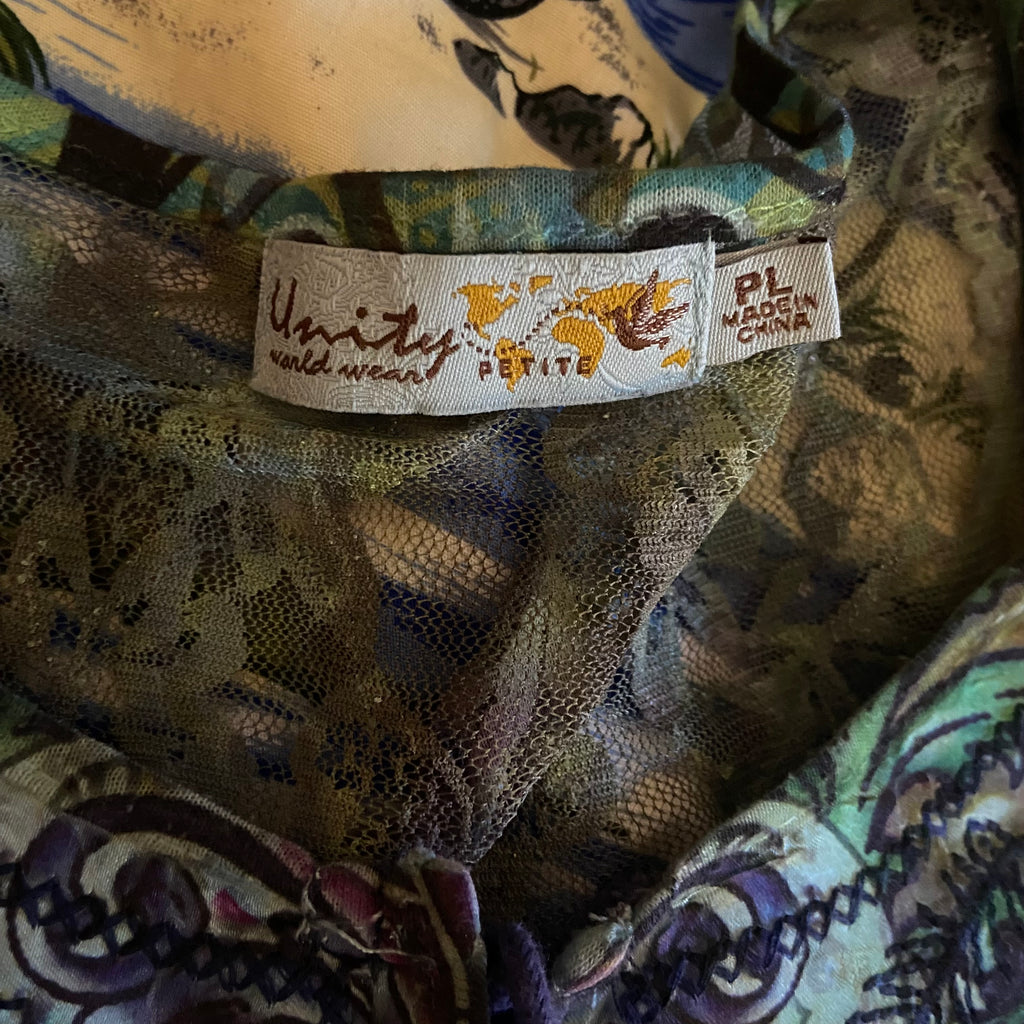 Unity
world wear
PETITE
PL
MADE IN
CHINA